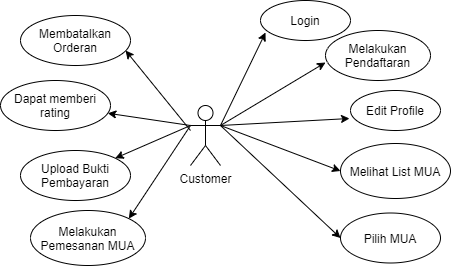 Login
Membatalkan
Orderan
Melakukan
Pendaftaran
Dapat memberi
rating
Edit Profile
Upload Bukti
Pembayaran
Customer
Melihat List MUA
Melakukan
Pemesanan MUA
Pilih MUA